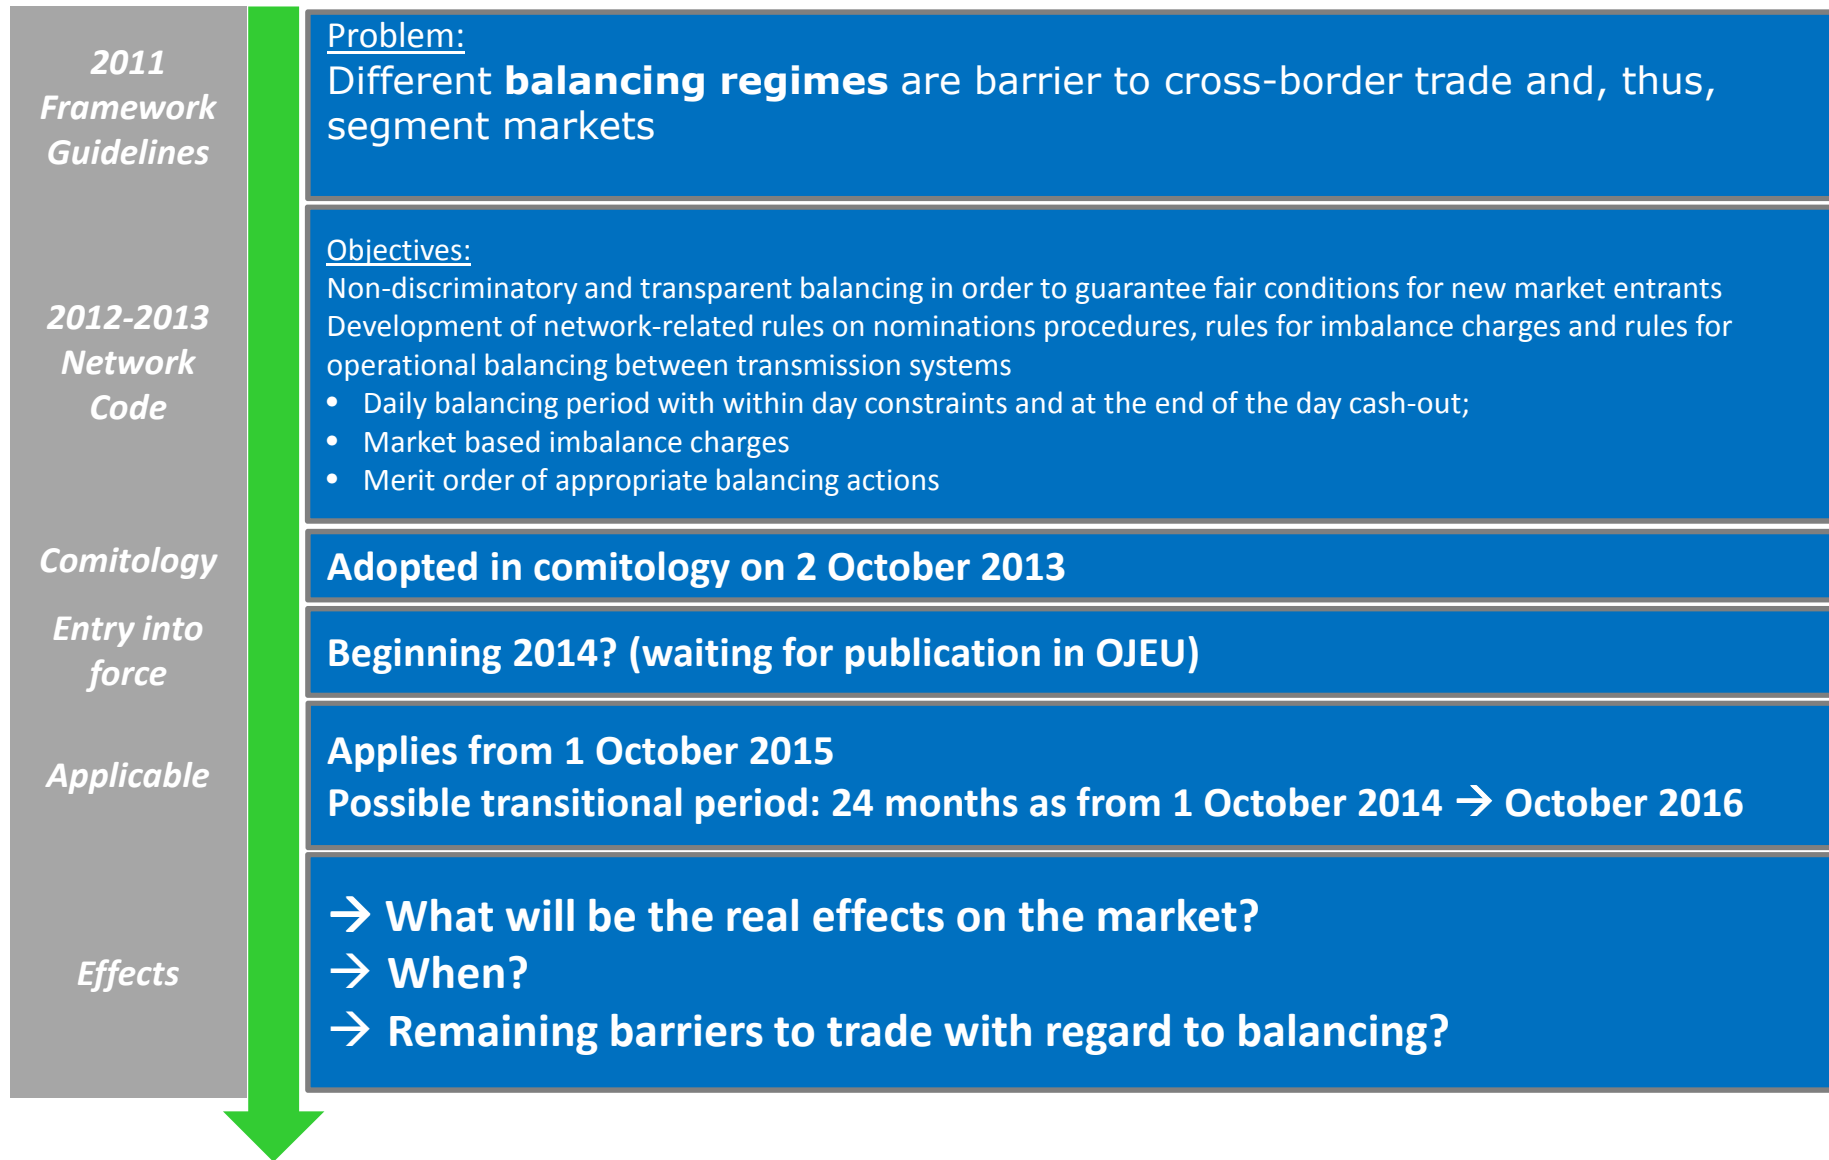 2011
Framework
Guidelines
Problem:
Different balancing regimes are barrier to cross-border trade and, thus,
segment markets
2012-2013
Network
Code
Objectives:
Non-discriminatory and transparent balancing in order to guarantee fair conditions for new market entrants
Development of network-related rules on nominations procedures, rules for imbalance charges and rules for
operational balancing between transmission systems
• Daily balancing period with within day constraints and at the end of the day cash-out;
• Market based imbalance charges
• Merit order of appropriate balancing actions
Comitology
Adopted in comitology on 2 October 2013
Entry into
force
Beginning 2014? (waiting for publication in OJEU)
Applicable
Applies from 1 October 2015
Possible transitional period: 24 months as from 1 October 2014 → October 2016
Effects
→ What will be the real effects on the market?
→ When?
→ Remaining barriers to trade with regard to balancing?